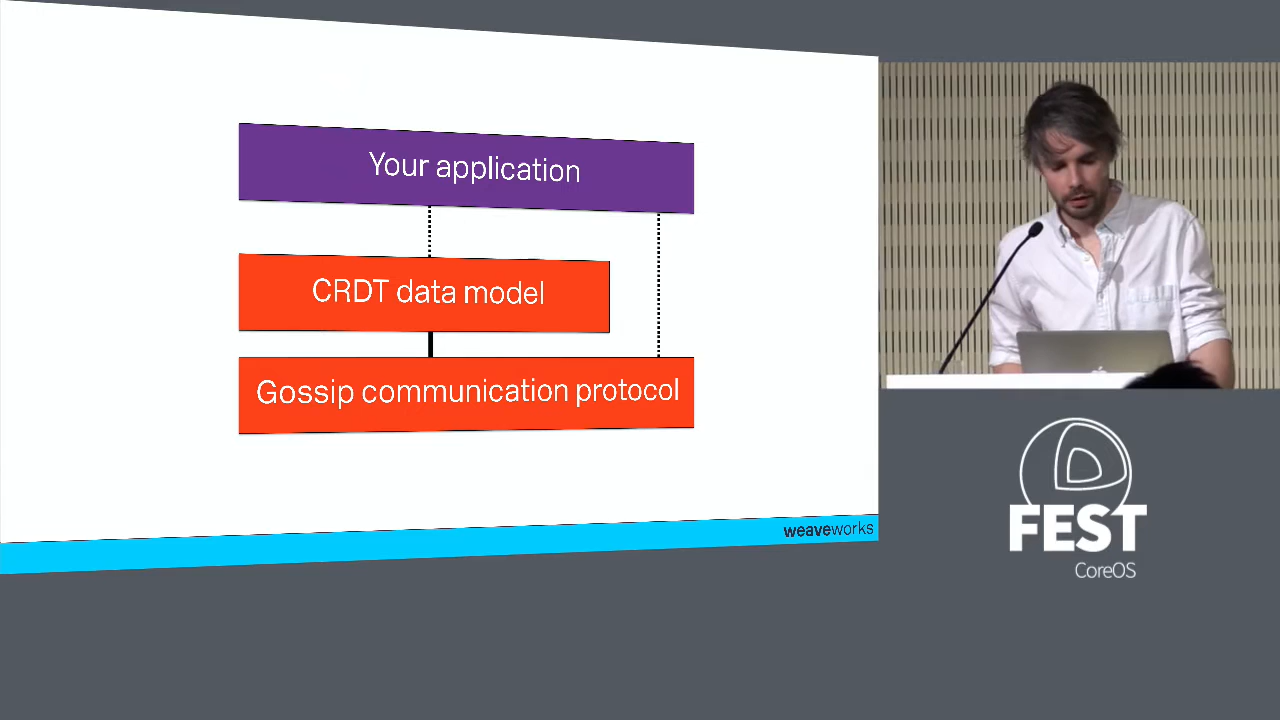 Your application
CRDT data model
Gossip communication protocol
weaveworks
FEST
CoreOS